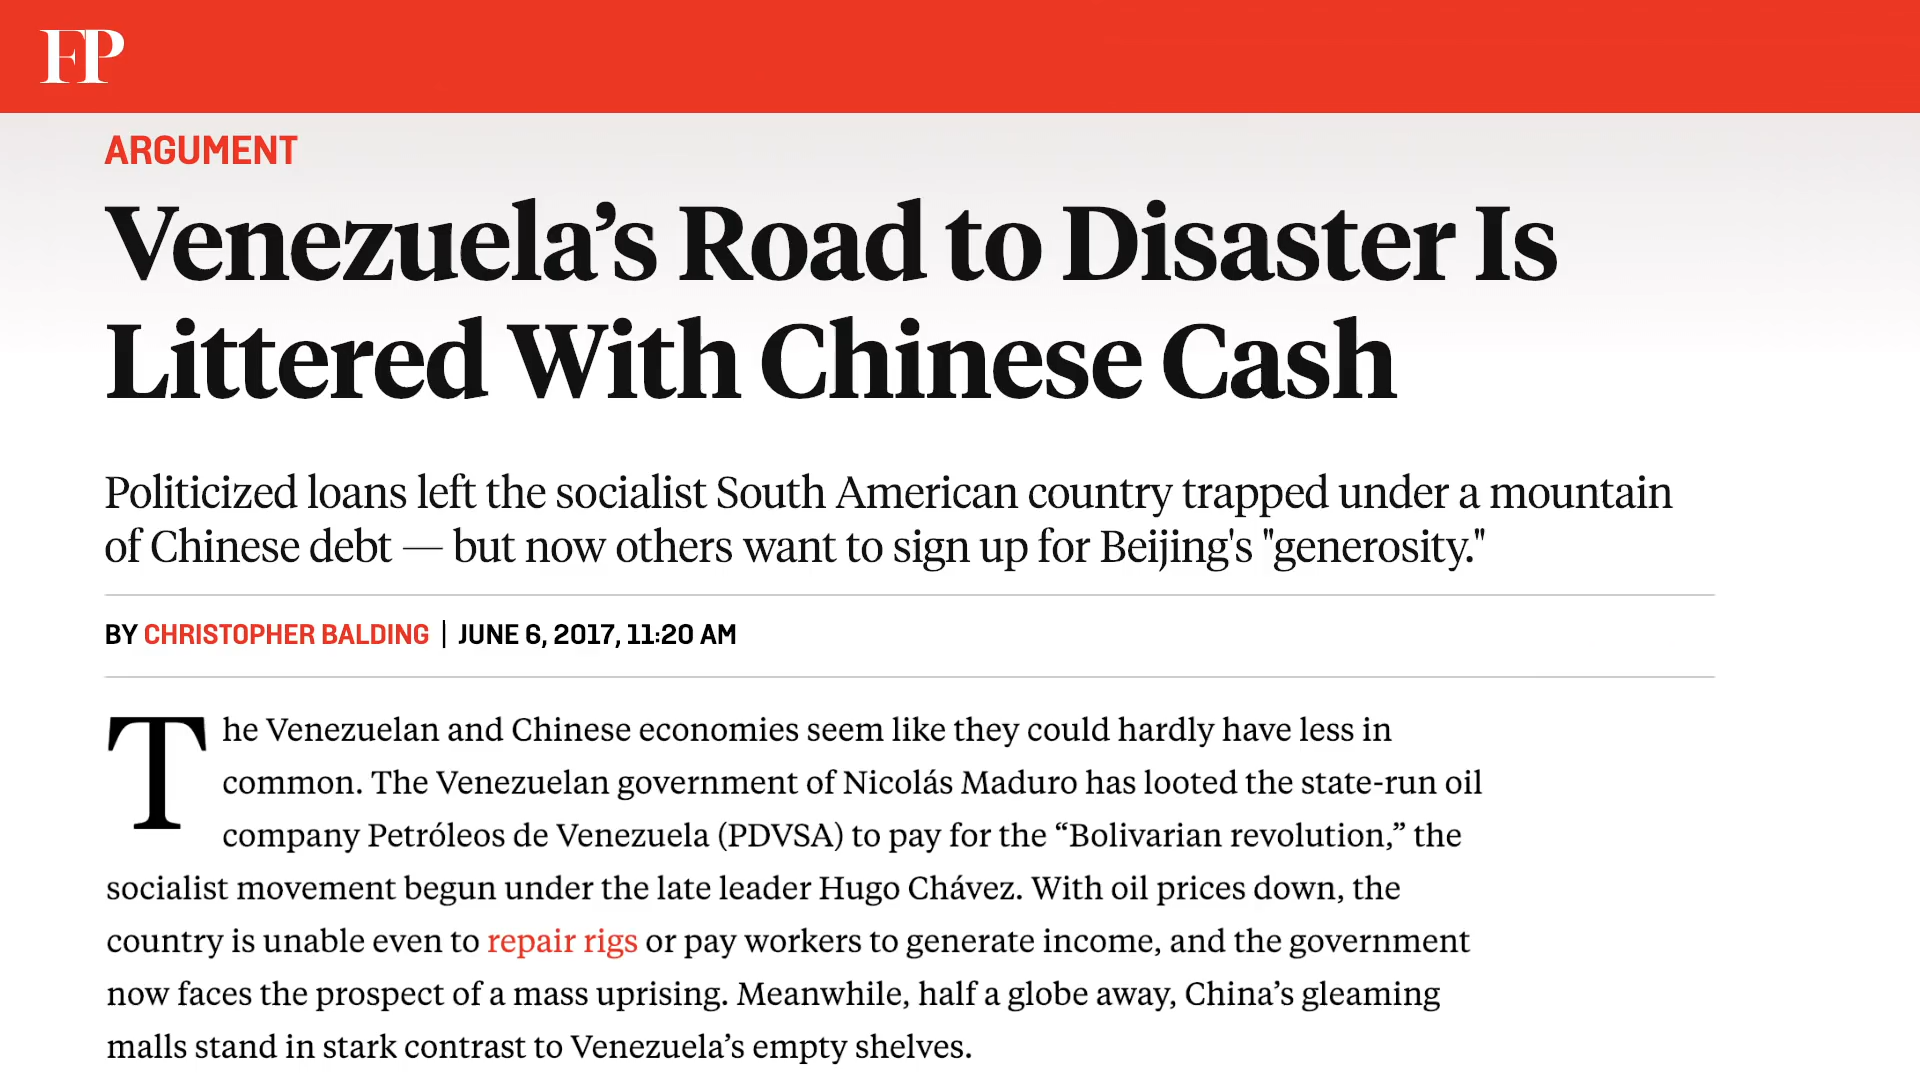 FP
ARGUMENT
Venezuela’s Road to Disaster Is
Littered With Chinese Cash
Politicized loans left the socialist South American country trapped under a mountain
of Chinese debt — but now others want to sign up for Beijing's "generosity."
BY CHRISTOPHER BALDING | JUNE 6, 2017, 11:20 AM
The Venezuelan and Chinese economies seem like they could hardly have less in
common. The Venezuelan government of Nicolás Maduro has looted the state-run oil
company Petróleos de Venezuela (PDVSA) to pay for the “Bolivarian revolution,” the
socialist movement begun under the late leader Hugo Chávez. With oil prices down, the
country is unable even to repair rigs or pay workers to generate income, and the government
now faces the prospect of a mass uprising. Meanwhile, half a globe away, China’s gleaming
malls stand in stark contrast to Venezuela’s empty shelves.